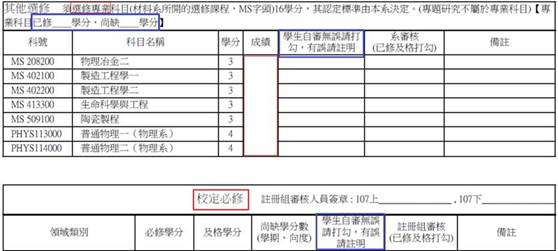 其他選修 須選修專業科目(材料系所開的選修課程，MS字頭)16學分，其認定標準由本系決定。(專題研究不屬於專業科目)【專業科目已修____學分，尚缺____學分】
科號 科目名稱 學分 成績 學生自審無誤請打勾，有誤請註明 系審核(已修及格打勾) 備註
MS 208200 物理冶金二 3
MS 402100 製造工程學一 3
MS 402200 製造工程學二 3
MS 413300 生命科學與工程 3
MS 509100 陶瓷製程 3
PHYS113000 普通物理一（物理系） 4
PHYS114000 普通物理二（物理系） 4
校定必修 註冊組審核人員簽章：107上____________,107下____________
領域類別 必修學分 及格學分 尚缺學分數(學期、向度) 學生自審無誤請打勾，有誤請註明 註冊組審核(已修及格打勾) 備註